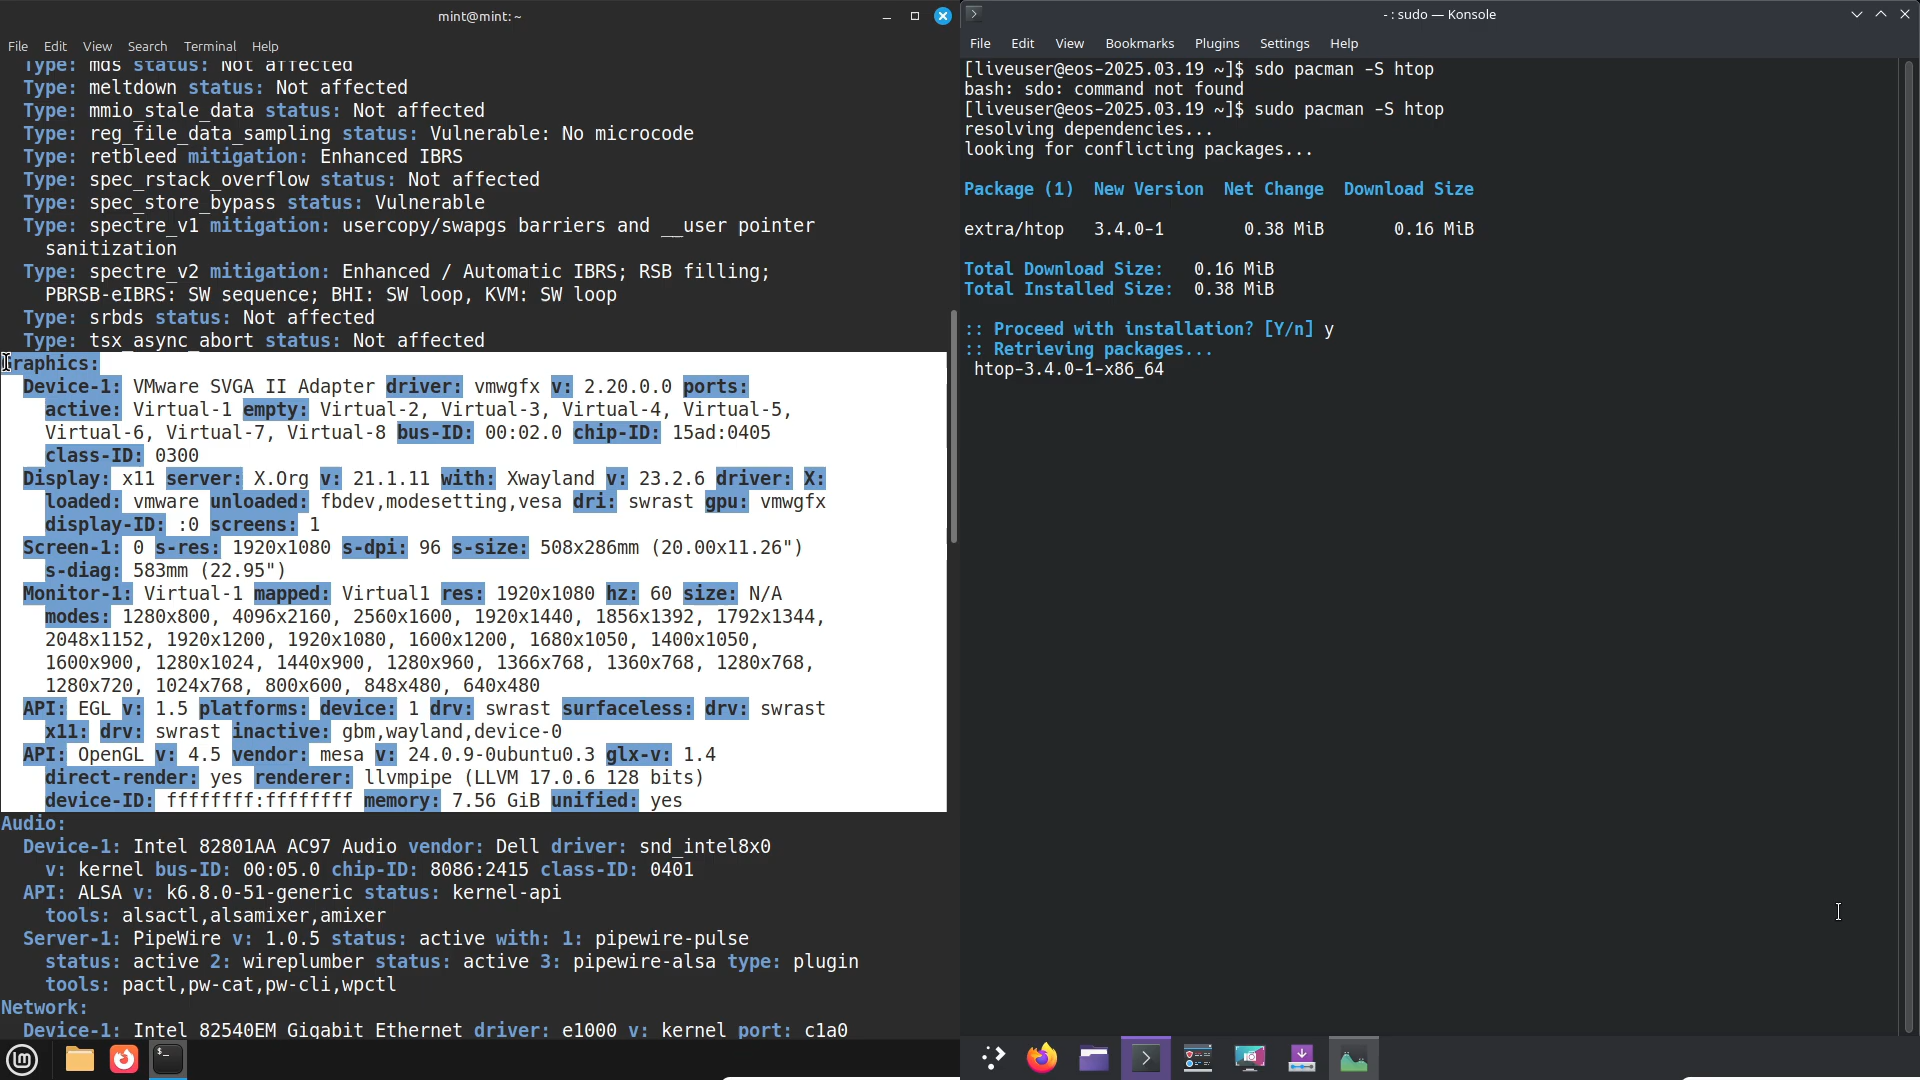 mint@mint:~
File Edit View Search Terminal Help
Type: mds status: Not affected
Type: meltdown status: Not affected
Type: mmio_stale_data status: Not affected
Type: reg_file_data_sampling status: Vulnerable: No microcode
Type: retbleed mitigation: Enhanced IBRS
Type: spec_rstack_overflow status: Not affected
Type: spec_store_bypass status: Vulnerable
Type: spectre_v1 mitigation: usercopy/swapgs barriers and __user pointer
sanitization
Type: spectre_v2 mitigation: Enhanced / Automatic IBRS; RSB filling;
PBRSB-eIBRS: SW sequence; BHI: SW loop, KVM: SW loop
Type: srbds status: Not affected
Type: tsx_async_abort status: Not affected
Graphics:
Device-1: VMware SVGA II Adapter driver: vmwgfx v: 2.20.0.0 ports:
active: Virtual-1 empty: Virtual-2, Virtual-3, Virtual-4, Virtual-5,
Virtual-6, Virtual-7, Virtual-8 bus-ID: 00:02.0 chip-ID: 15ad:0405
class-ID: 0300
Display: x11 server: X.Org v: 21.1.11 with: Xwayland v: 23.2.6 driver: X:
loaded: vmware unloaded: fbdev,modesetting,vesa dri: swrast gpu: vmwgfx
display-ID: :0 screens: 1
Screen-1: 0 s-res: 1920x1080 s-dpi: 96 s-size: 508x286mm (20.00x11.26")
s-diag: 583mm (22.95")
Monitor-1: Virtual-1 mapped: Virtual1 res: 1920x1080 hz: 60 size: N/A
modes: 1280x800, 4096x2160, 2560x1600, 1920x1440, 1856x1392, 1792x1344,
2048x1152, 1920x1200, 1920x1080, 1600x1200, 1680x1050, 1400x1050,
1600x900, 1280x1024, 1440x900, 1280x960, 1366x768, 1360x768, 1280x768,
1280x720, 1024x768, 800x600, 848x480, 640x480
API: EGL v: 1.5 platforms: device: 1 drv: swrast surfaceless: drv: swrast
x11: drv: swrast inactive: gbm,wayland,device-0
API: OpenGL v: 4.5 vendor: mesa v: 24.0.9-0ubuntu0.3 glx-v: 1.4
direct-render: yes renderer: llvmpipe (LLVM 17.0.6 128 bits)
device-ID: ffffffff:ffffffff memory: 7.56 GiB unified: yes
Audio:
Device-1: Intel 82801AA AC97 Audio vendor: Dell driver: snd_intel8x0
v: kernel bus-ID: 00:05.0 chip-ID: 8086:2415 class-ID: 0401
API: ALSA v: k6.8.0-51-generic status: kernel-api
tools: alsactl,alsamixer,amixer
Server-1: PipeWire v: 1.0.5 status: active with: 1: pipewire-pulse
status: active 2: wireplumber status: active 3: pipewire-alsa type: plugin
tools: pactl,pw-cat,pw-cli,wpctl
Network:
Device-1: Intel 82540EM Gigabit Ethernet driver: e1000 v: kernel port: c1a0
- : sudo — Konsole
File Edit View Bookmarks Plugins Settings Help
[liveuser@eos-2025.03.19 ~]$ sdo pacman -S htop
bash: sdo: command not found
[liveuser@eos-2025.03.19 ~]$ sudo pacman -S htop
resolving dependencies...
looking for conflicting packages...
Package (1) New Version Net Change Download Size
extra/htop 3.4.0-1 0.38 MiB 0.16 MiB
Total Download Size: 0.16 MiB
Total Installed Size: 0.38 MiB
:: Proceed with installation? [Y/n] y
:: Retrieving packages...
htop-3.4.0-1-x86_64